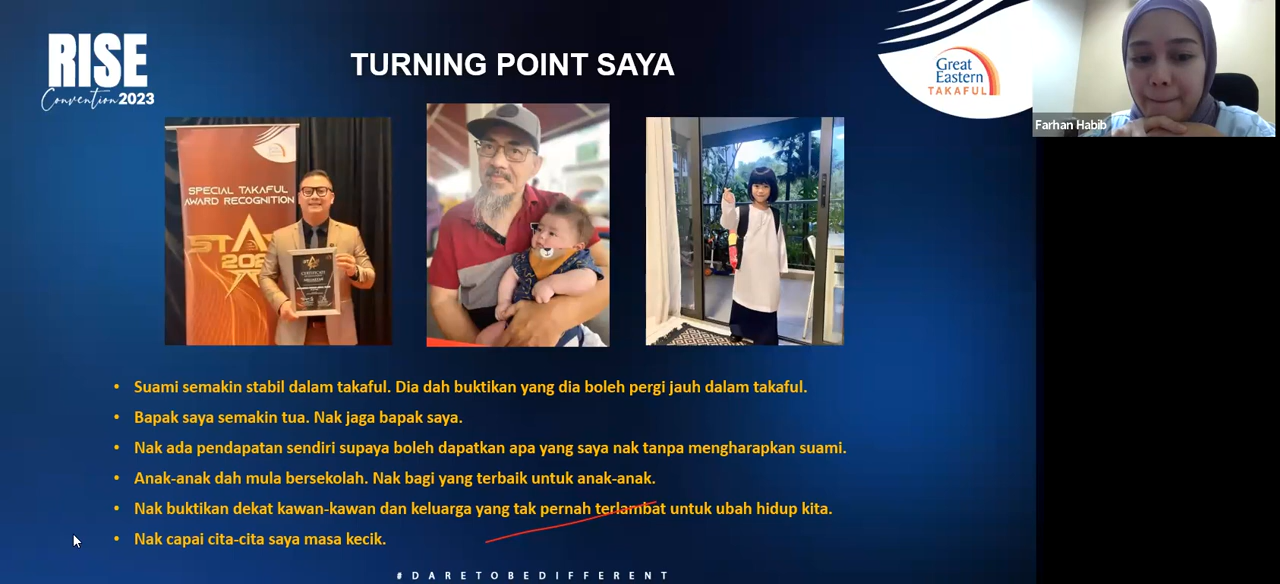 RISE
Convention 2023
TURNING POINT SAYA
Great
Eastern
TAKAFUL
Farhan Habib
SPECIAL TAKAFUL
AWARD RECOGNITION
• Suami semakin stabil dalam takaful. Dia dah buktikan yang dia boleh pergi jauh dalam takaful.
• Bapak saya semakin tua. Nak jaga bapak saya.
• Nak ada pendapatan sendiri supaya boleh dapatkan apa yang saya nak tanpa mengharapkan suami.
• Anak-anak dah mula bersekolah. Nak bagi yang terbaik untuk anak-anak.
• Nak buktikan dekat kawan-kawan dan keluarga yang tak pernah terlambat untuk ubah hidup kita.
• Nak capai cita-cita saya masa kecik.
#DARETOBEDIFFERENT